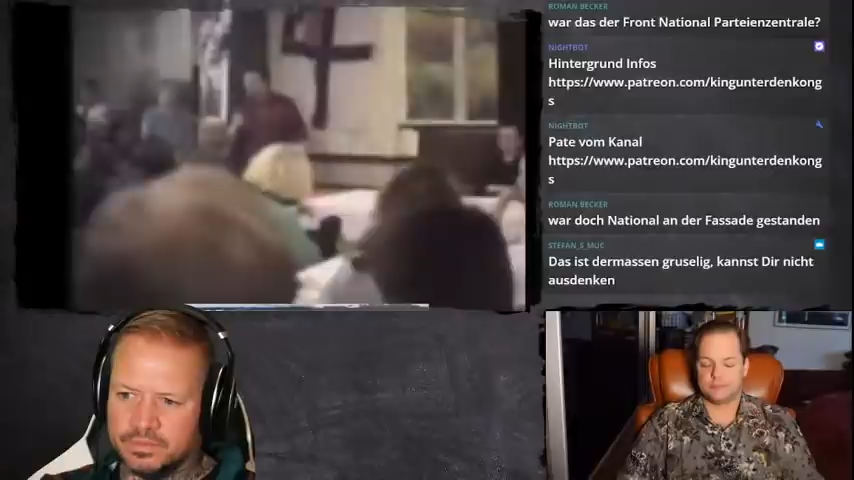 ROMAN BECKER
war das der Front National Parteienzentrale?
NIGHTBOT
Hintergrund Infos
https://www.patreon.com/kingunterdenkong
s
NIGHTBOT
Pate vom Kanal
https://www.patreon.com/kingunterdenkong
s
ROMAN BECKER
war doch National an der Fassade gestanden
STEFAN_S_MUC
Das ist dermassen gruselig, kannst Dir nicht
ausdenken